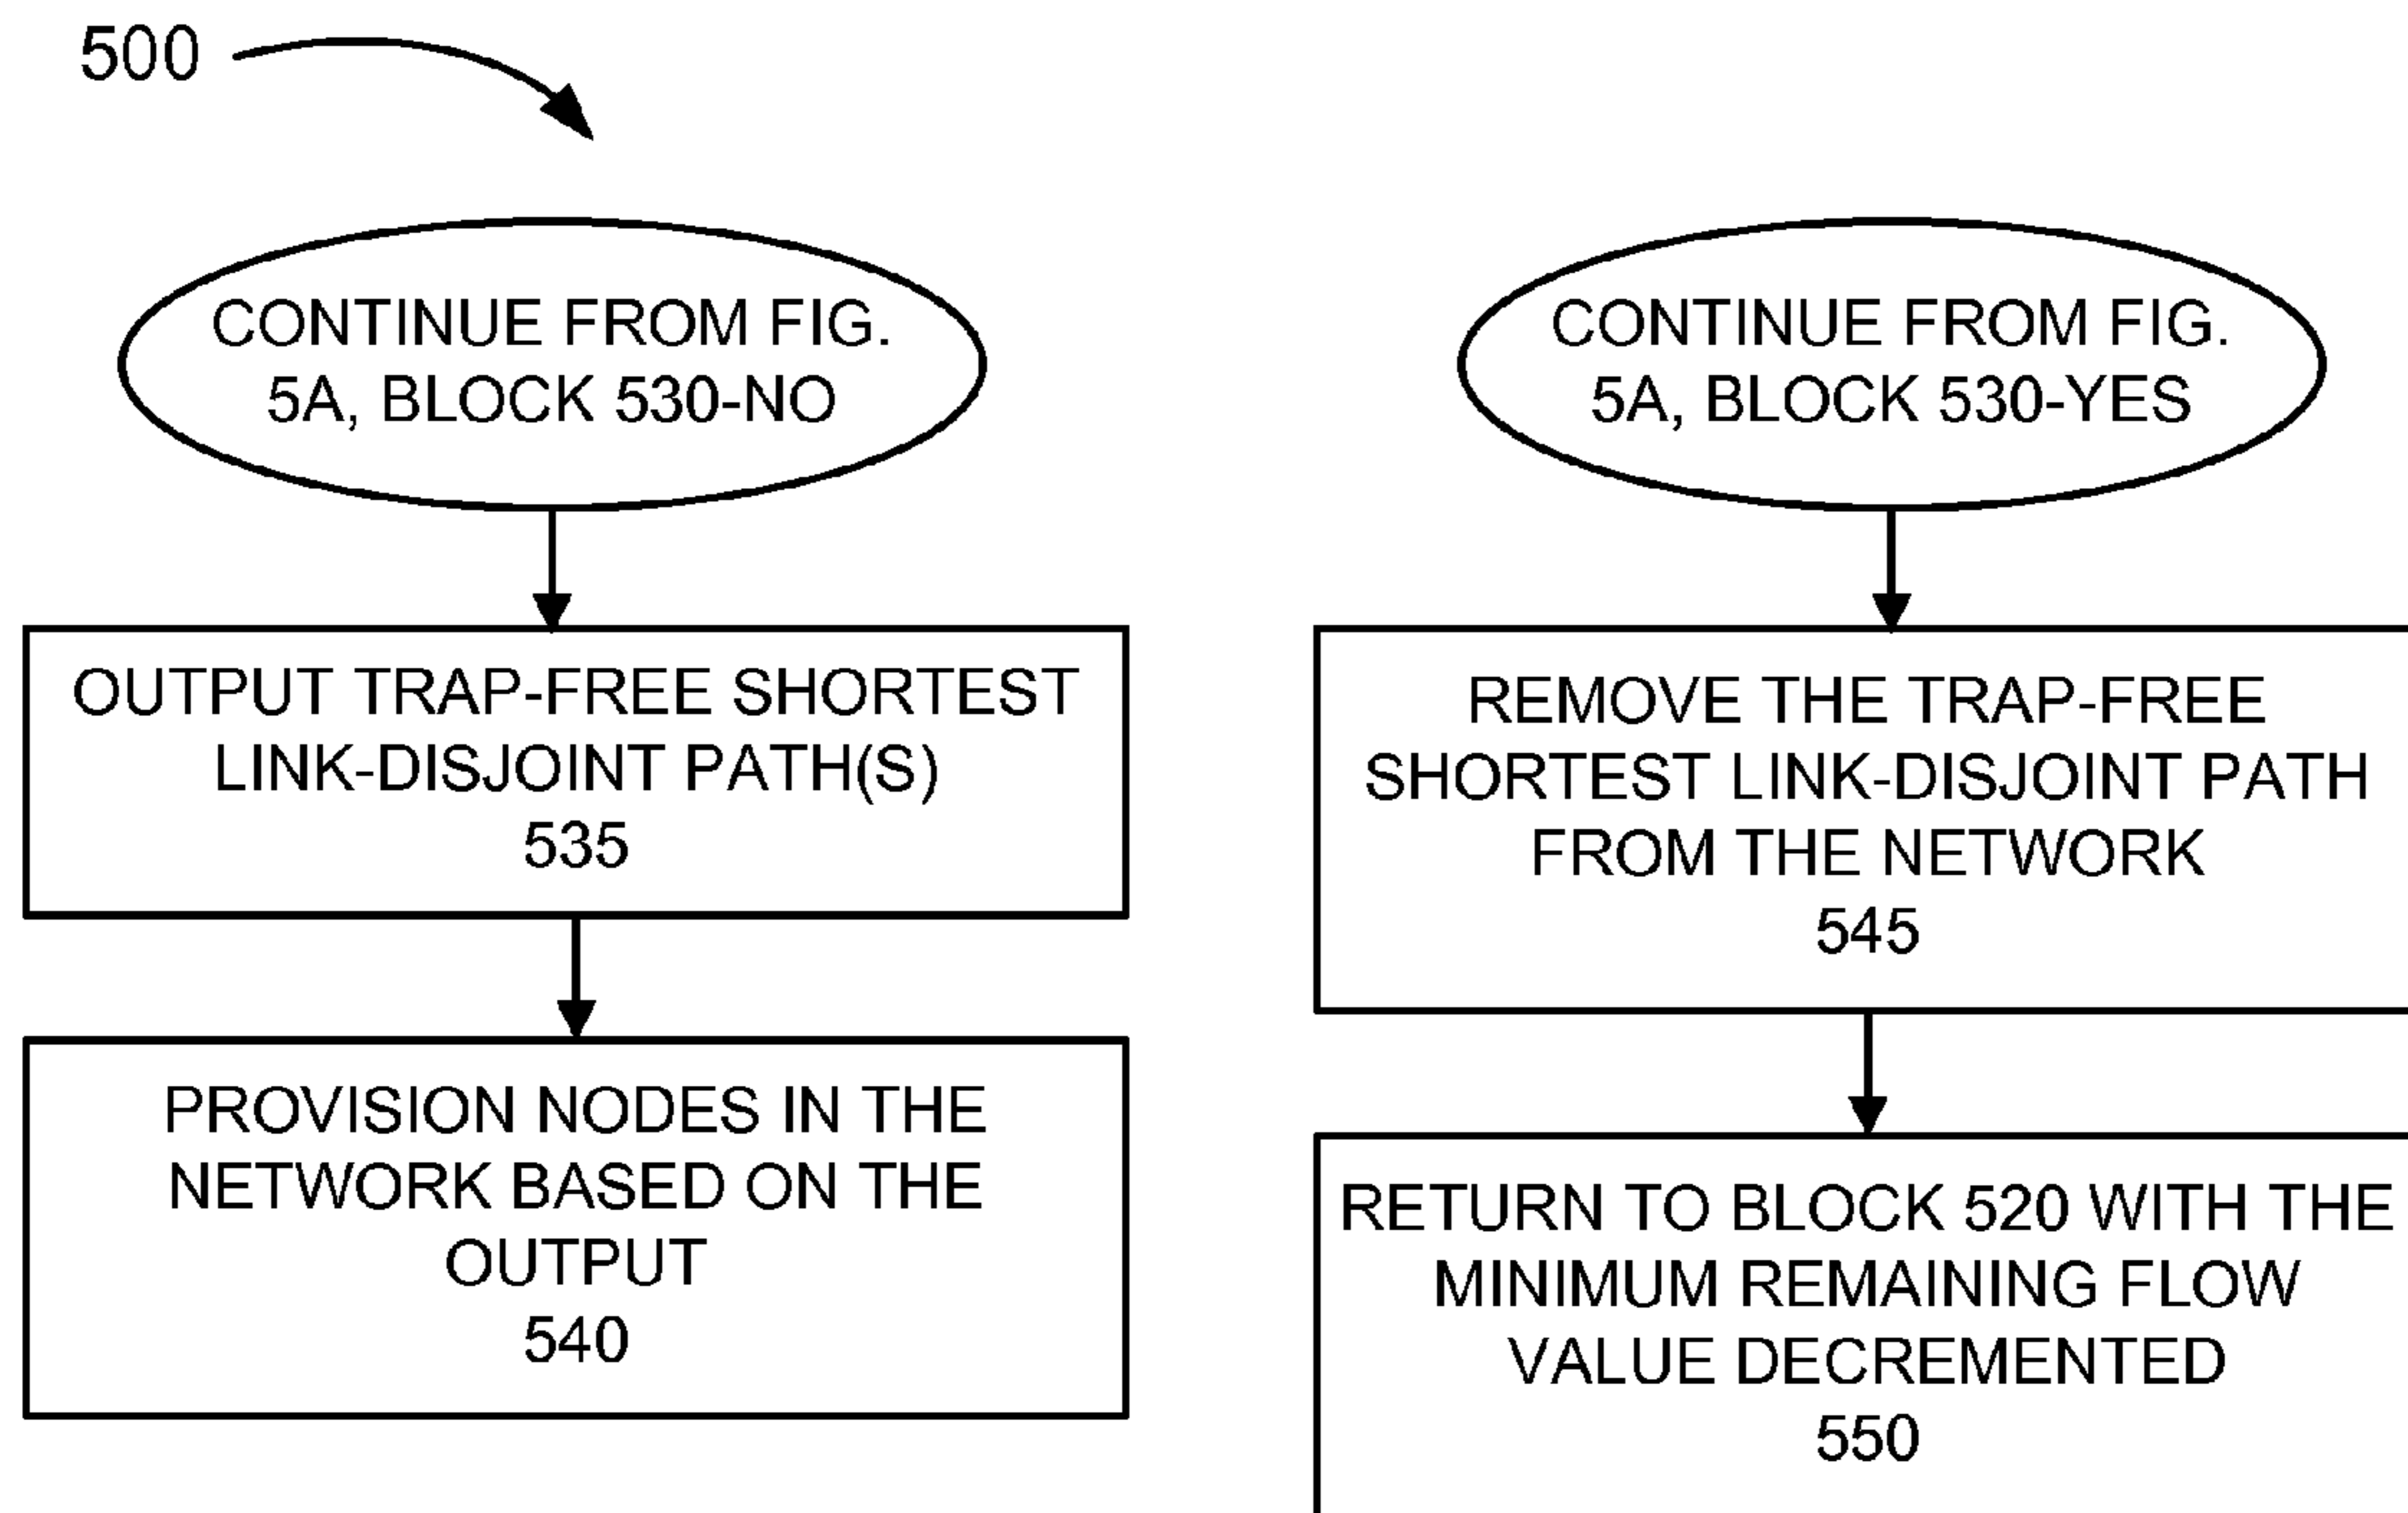 500
CONTINUE FROM FIG.
5A, BLOCK 530-NO
OUTPUT TRAP-FREE SHORTEST
LINK-DISJOINT PATH(S)
535
PROVISION NODES IN THE
NETWORK BASED ON THE
OUTPUT
540
CONTINUE FROM FIG.
5A, BLOCK 530-YES
REMOVE THE TRAP-FREE
SHORTEST LINK-DISJOINT PATH
FROM THE NETWORK
545
RETURN TO BLOCK 520 WITH THE
MINIMUM REMAINING FLOW
VALUE DECREMENTED
550